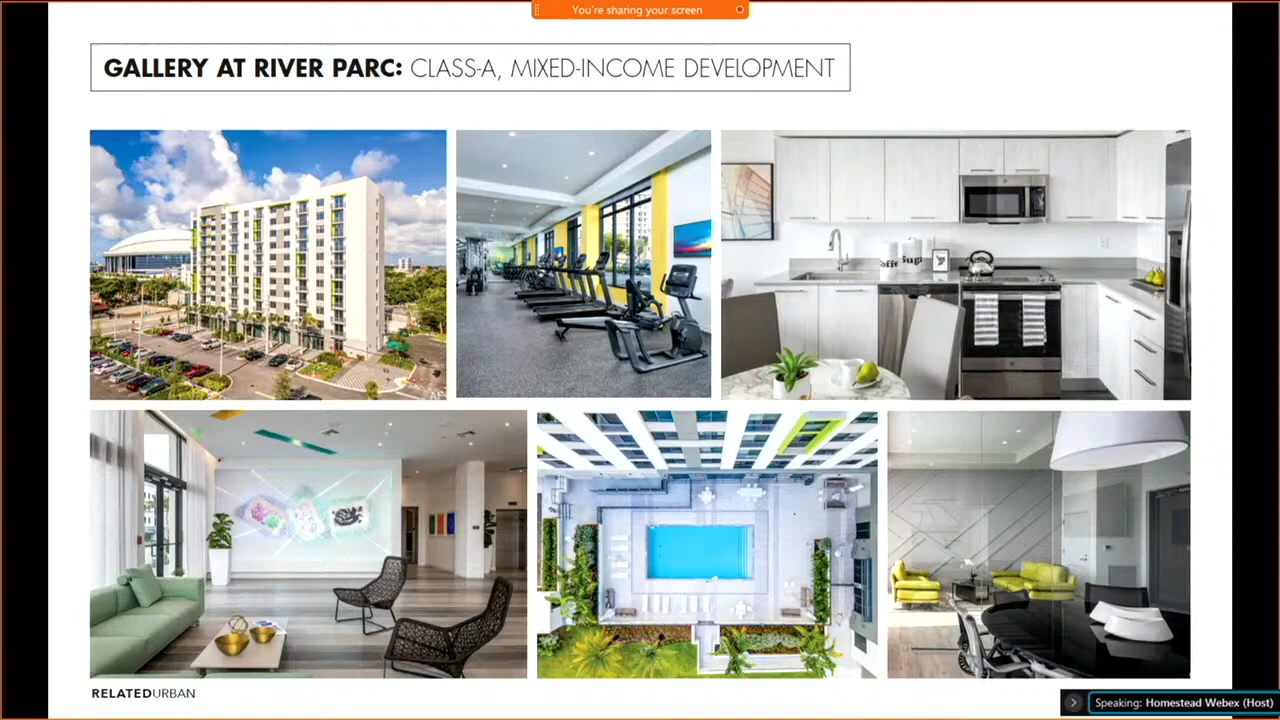 You're sharing your screen
GALLERY AT RIVER PARC: CLASS-A, MIXED-INCOME DEVELOPMENT
RELATEDURBAN
Speaking: Homestead Webex (Host)